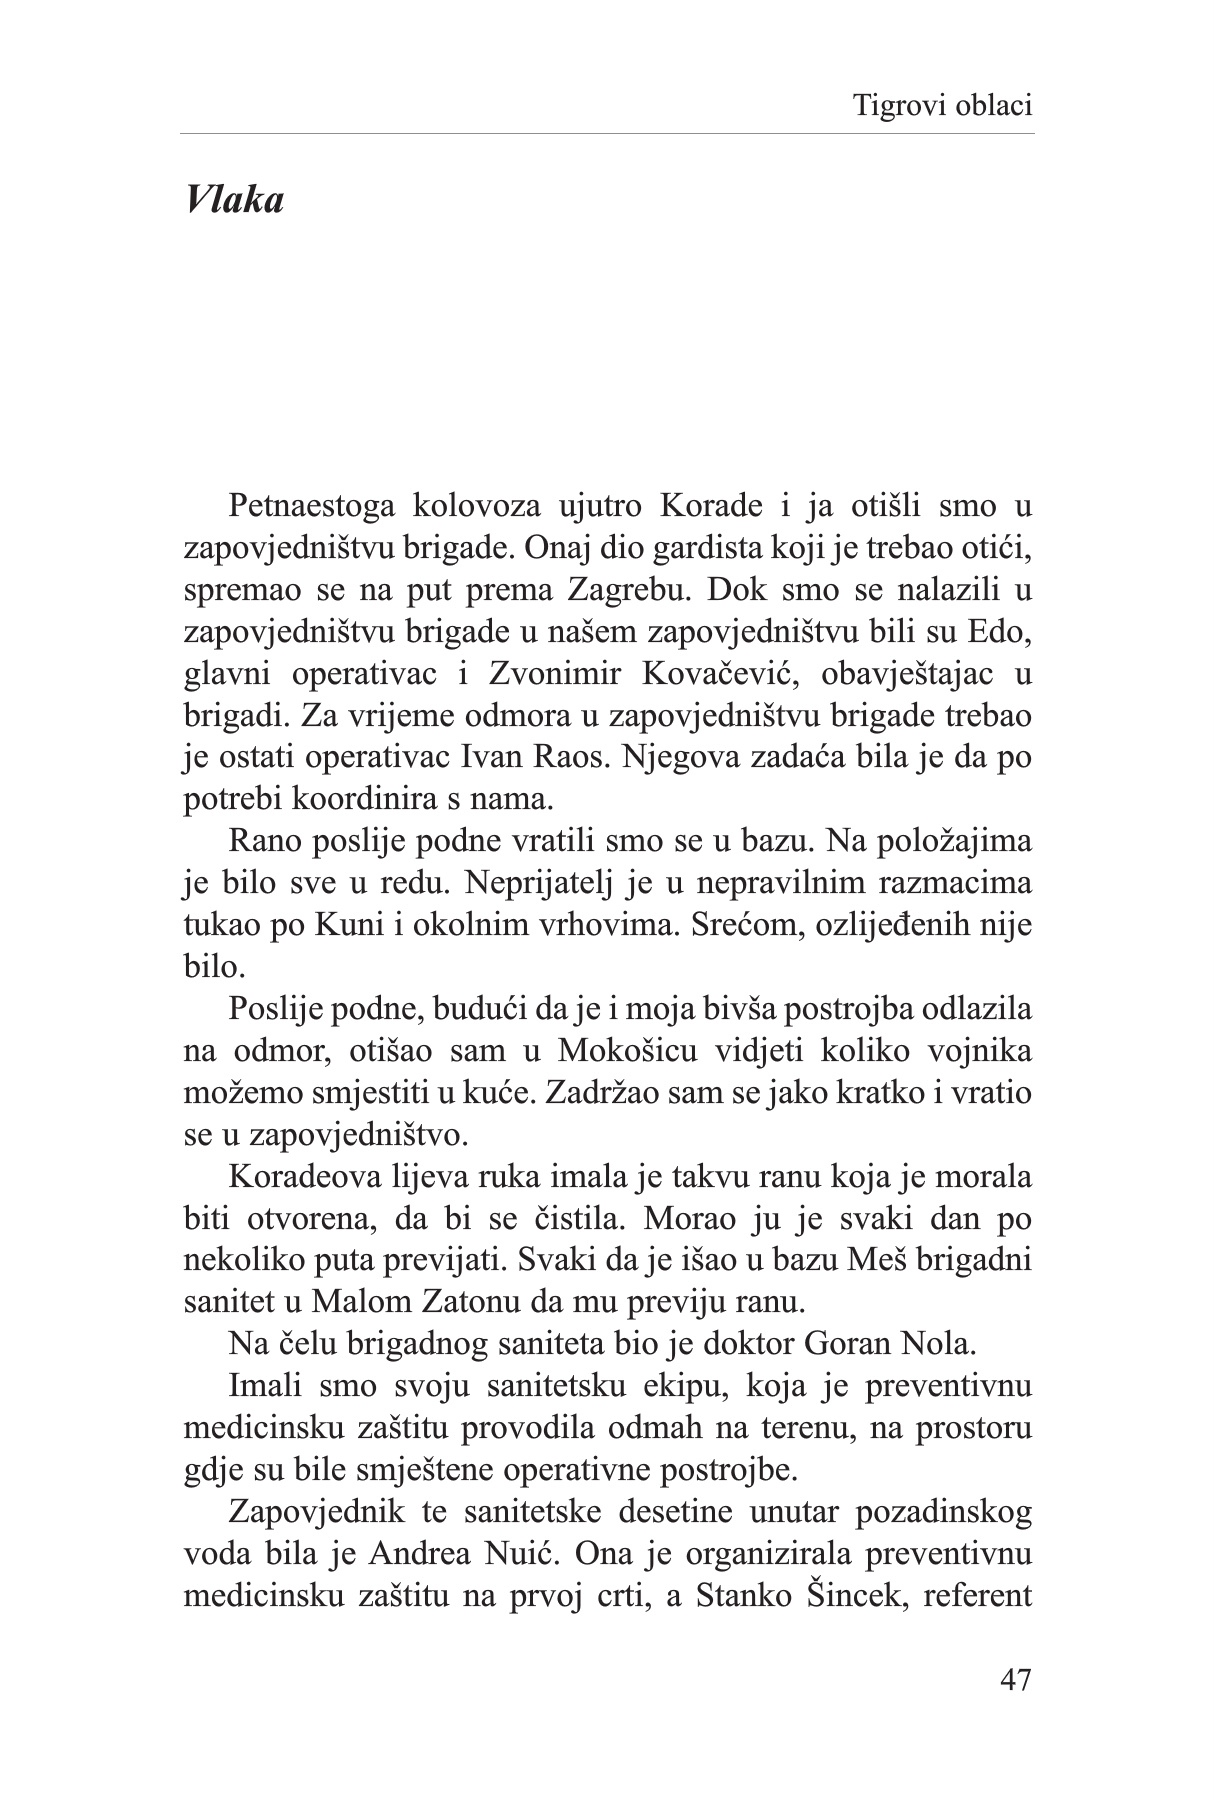 Tigrovi oblaci
Vlaka
Petnaestoga kolovoza ujutro Korade i ja otišli smo u
zapovjedništvu brigade. Onaj dio gardista koji je trebao otići,
spremao se na put prema Zagrebu. Dok smo se nalazili u
zapovjedništvu brigade u našem zapovjedništvu bili su Edo,
glavni operativac i Zvonimir Kovačević, obavještajac u
brigadi. Za vrijeme odmora u zapovjedništvu brigade trebao
je ostati operativac Ivan Raos. Njegova zadaća bila je da po
potrebi koordinira s nama.
Rano poslije podne vratili smo se u bazu. Na položajima
je bilo sve u redu. Neprijatelj je u nepravilnim razmacima
tukao po Kuni i okolnim vrhovima. Srećom, ozlijeđenih nije
bilo.
Poslije podne, budući da je i moja bivša postrojba odlazila
na odmor, otišao sam u Mokošicu vidjeti koliko vojnika
možemo smjestiti u kuće. Zadržao sam se jako kratko i vratio
se u zapovjedništvo.
Koradeova lijeva ruka imala je takvu ranu koja je morala
biti otvorena, da bi se čistila. Morao ju je svaki dan po
nekoliko puta previjati. Svaki da je išao u bazu Meš brigadni
sanitet u Malom Zatonu da mu previju ranu.
Na čelu brigadnog saniteta bio je doktor Goran Nola.
Imali smo svoju sanitetsku ekipu, koja je preventivnu
medicinsku zaštitu provodila odmah na terenu, na prostoru
gdje su bile smještene operativne postrojbe.
Zapovjednik te sanitetske desetine unutar pozadinskog
voda bila je Andrea Nuić. Ona je organizirala preventivnu
medicinsku zaštitu na prvoj crti, a Stanko Šincek, referent
47